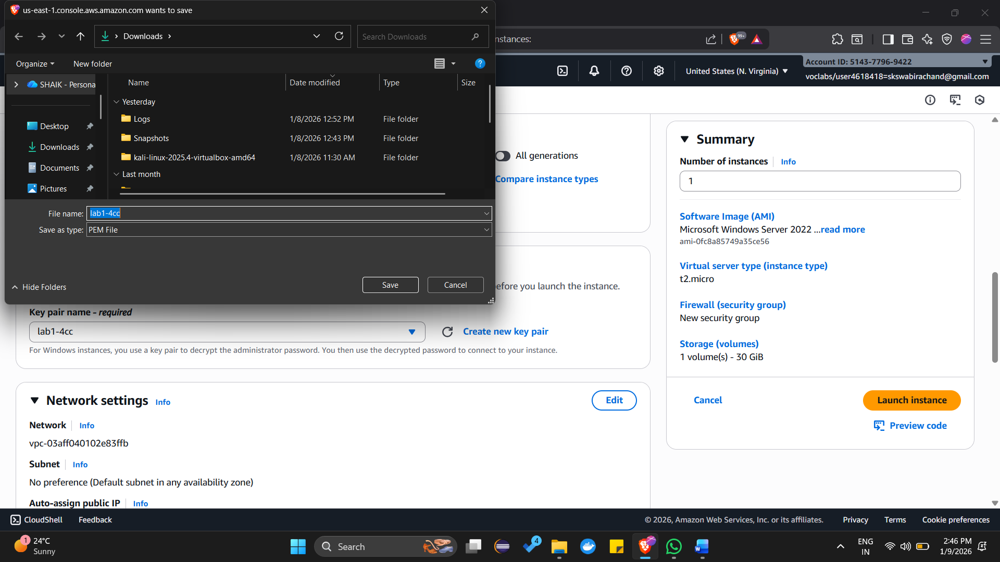 us-east-1.console.aws.amazon.com wants to save
Downloads
Search Downloads
Organize
New folder
SHAIK - Persona
Desktop
Downloads
Documents
Pictures
Name
Date modified
Type
Size
Yesterday
Logs 1/8/2026 12:52 PM File folder
Snapshots 1/8/2026 12:43 PM File folder
kali-linux-2025.4-virtualbox-amd64 1/8/2026 11:30 AM File folder
Last month
File name: lab1-4cc
Save as type: PEM File
Hide Folders
Save
Cancel
nstances:
99+
United States (N. Virginia)
Account ID: 5143-7796-9422
voclabs/user4618418=skswabirachand@gmail.com
All generations
Compare instance types
efore you launch the instance.
Key pair name - required
lab1-4cc
Create new key pair
For Windows instances, you use a key pair to decrypt the administrator password. You then use the decrypted password to connect to your instance.
Network settings Info
Edit
Network Info
vpc-03aff040102e83ffb
Subnet Info
No preference (Default subnet in any availability zone)
Auto-assign public IP Info
Summary
Number of instances Info
1
Software Image (AMI)
Microsoft Windows Server 2022 ...read more
ami-0fc8a85749a35ce56
Virtual server type (instance type)
t2.micro
Firewall (security group)
New security group
Storage (volumes)
1 volume(s) - 30 GiB
Cancel
Launch instance
Preview code
CloudShell
Feedback
© 2026, Amazon Web Services, Inc. or its affiliates.
Privacy
Terms
Cookie preferences
1
24°C
Sunny
Search
4
ENG
IN
2:46 PM
1/9/2026